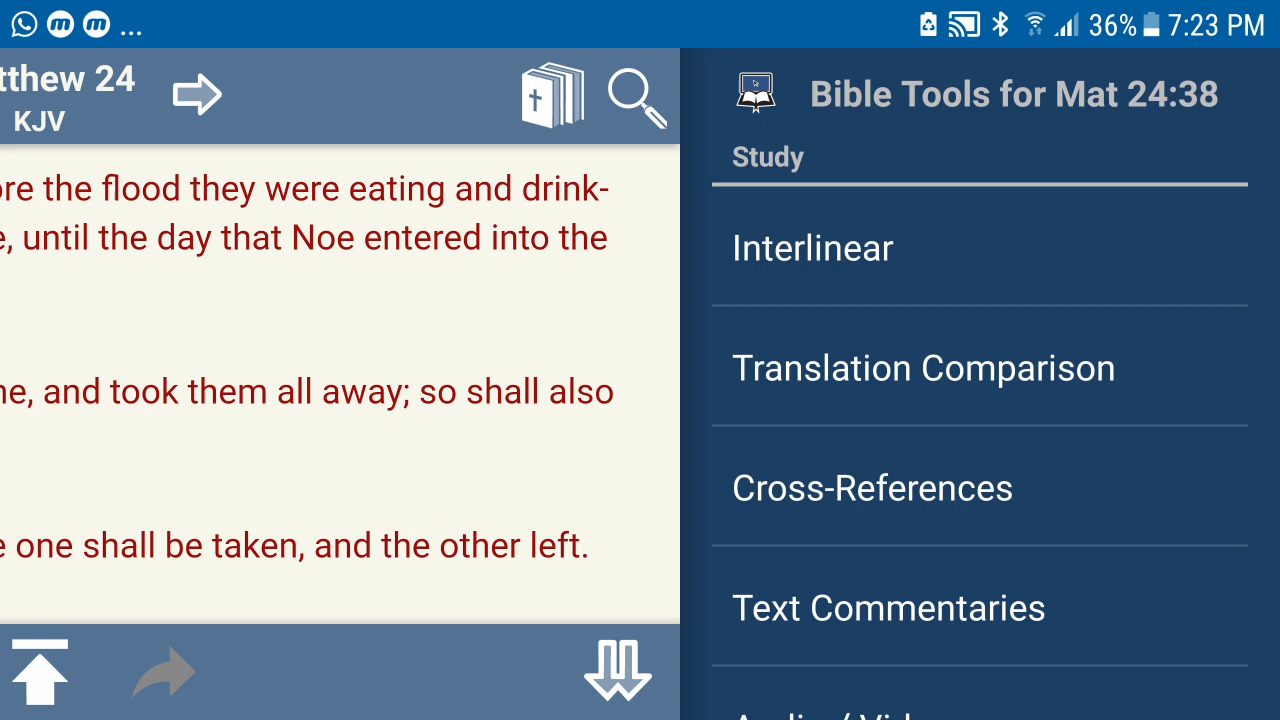 ... 36% 7:23 PM
tthew 24
KJV
ore the flood they were eating and drink-
e, until the day that Noe entered into the
ne, and took them all away; so shall also
e one shall be taken, and the other left.
Bible Tools for Mat 24:38
Study
Interlinear
Translation Comparison
Cross-References
Text Commentaries